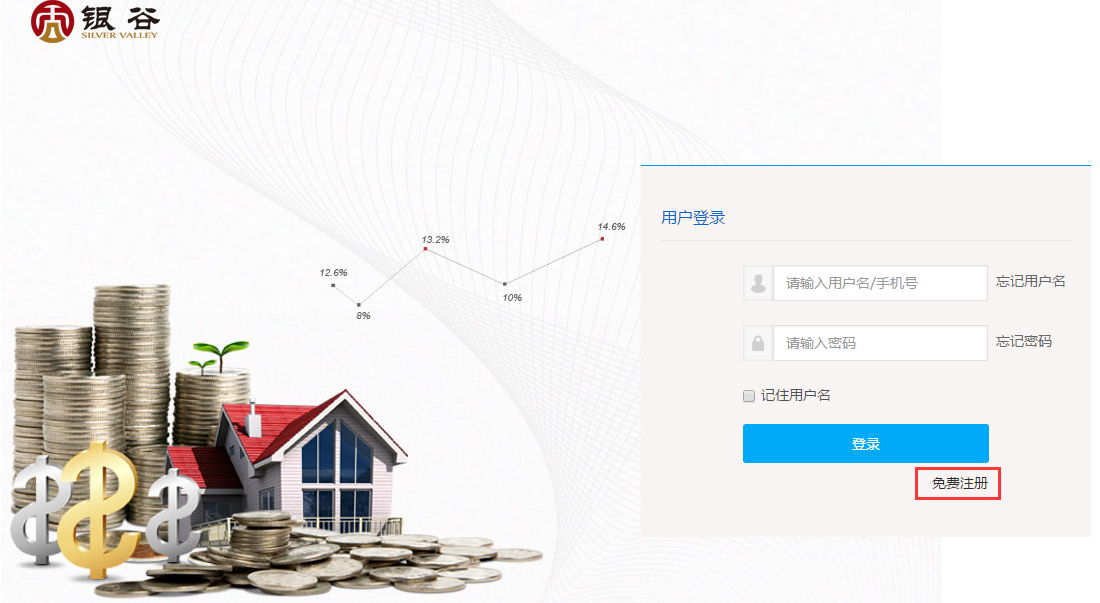 银谷
SILVER VALLEY
用户登录
14.6%
13.2%
12.6%
10%
8%
请输入用户名/手机号 忘记用户名
请输入密码 忘记密码
记住用户名
登录
免费注册